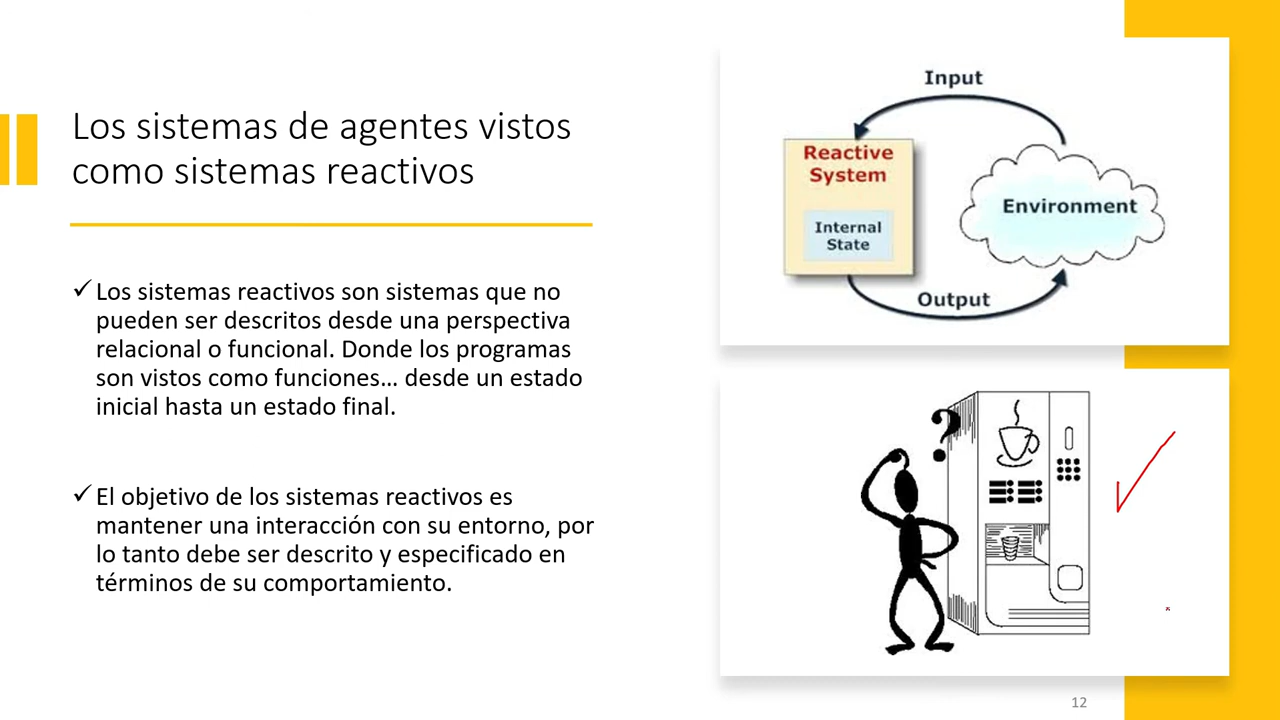 Los sistemas de agentes vistos
como sistemas reactivos
✓ Los sistemas reactivos son sistemas que no
pueden ser descritos desde una perspectiva
relacional o funcional. Donde los programas
son vistos como funciones... desde un estado
inicial hasta un estado final.
✓ El objetivo de los sistemas reactivos es
mantener una interacción con su entorno, por
lo tanto debe ser descrito y especificado en
términos de su comportamiento.
Input
Reactive
System
Internal
State
Environment
Output
?
12